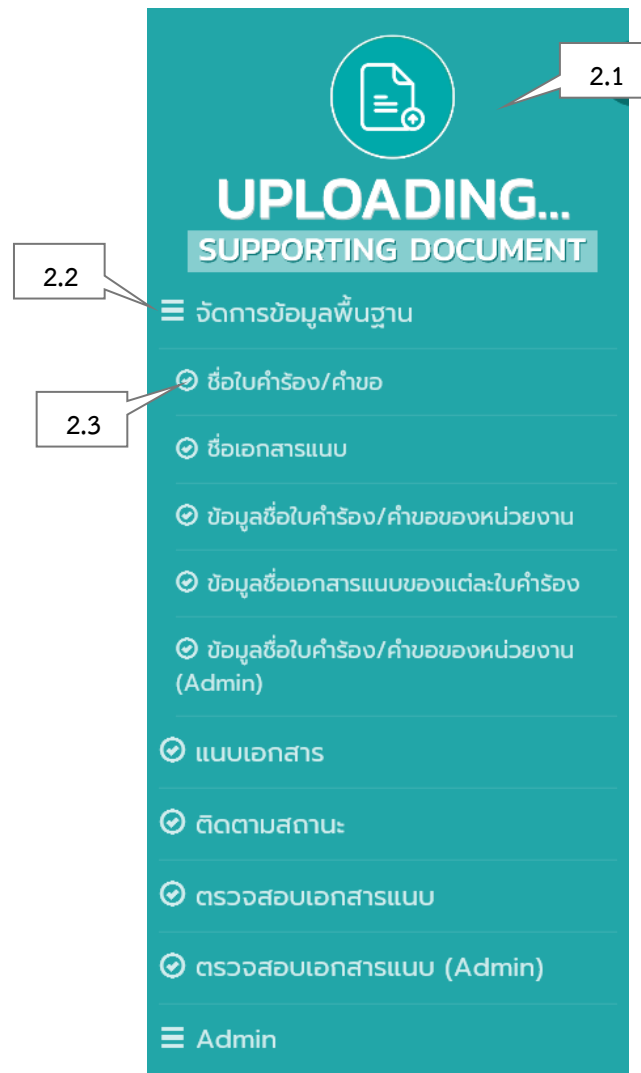 2.1
UPLOADING...
SUPPORTING DOCUMENT
2.2
จัดการข้อมูลพื้นฐาน
ชื่อใบคำร้อง/คำขอ
2.3
ชื่อเอกสารแนบ
ข้อมูลชื่อใบคำร้อง/คำขอของหน่วยงาน
ข้อมูลชื่อเอกสารแนบของแต่ละใบคำร้อง
ข้อมูลชื่อใบคำร้อง/คำขอของหน่วยงาน
(Admin)
แนบเอกสาร
ติดตามสถานะ
ตรวจสอบเอกสารแนบ
ตรวจสอบเอกสารแนบ (Admin)
Admin